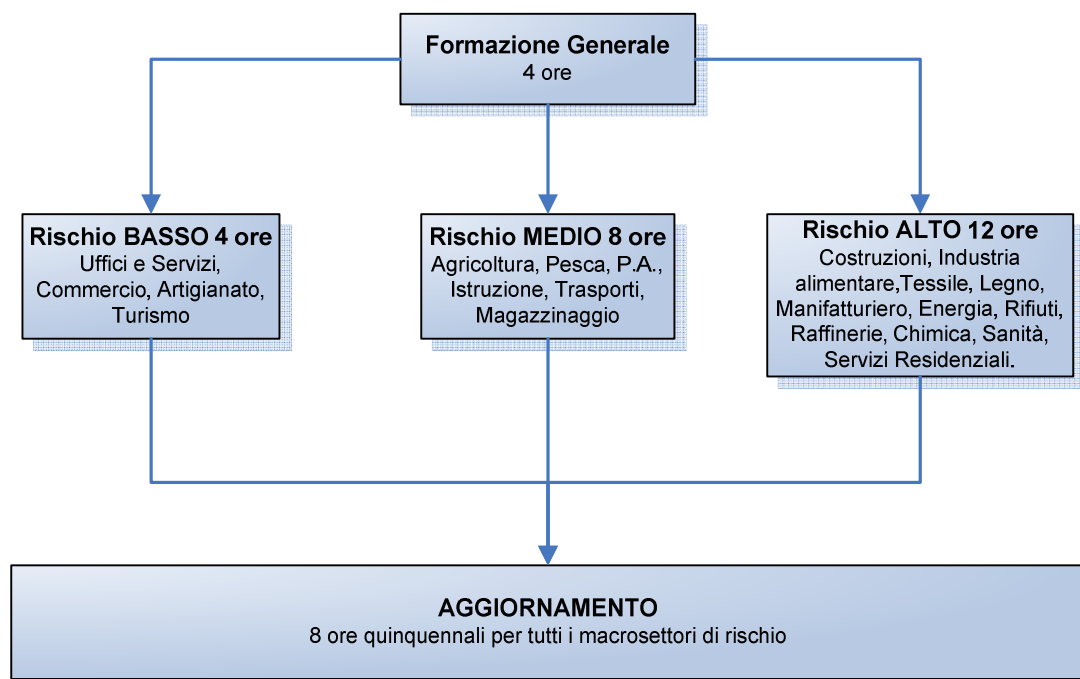 Formazione Generale
4 ore
Rischio BASSO 4 ore
Uffici e Servizi,
Commercio, Artigianato,
Turismo
Rischio MEDIO 8 ore
Agricoltura, Pesca, P.A.,
Istruzione, Trasporti,
Magazzinaggio
Rischio ALTO 12 ore
Costruzioni, Industria
alimentare,Tessile, Legno,
Manifatturiero, Energia, Rifiuti,
Raffinerie, Chimica, Sanità,
Servizi Residenziali.
AGGIORNAMENTO
8 ore quinquennali per tutti i macrosettori di rischio